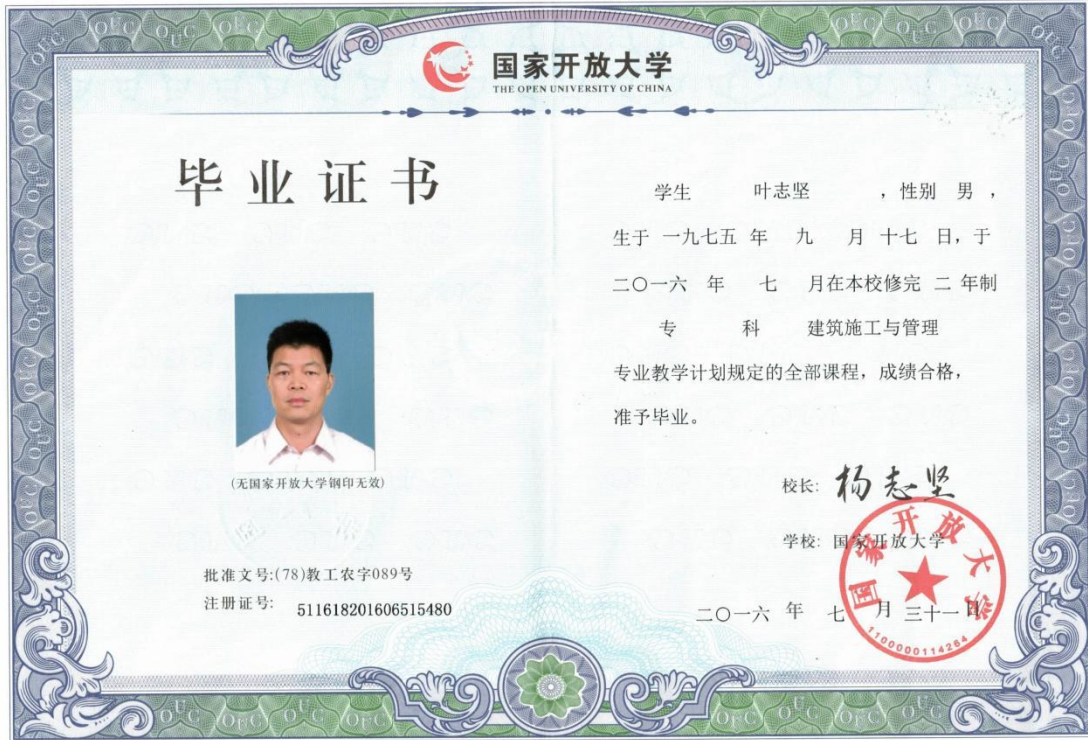 国家开放大学
THE OPEN UNIVERSITY OF CHINA
毕业证书
(无国家开放大学钢印无效)
批准文号:(78)教工农字089号
注册证号: 511618201606515480
学生 叶志坚 ，性别 男 ，
生于 一九七五 年 九 月 十七 日，于
二〇一六 年 七 月在本校修完 二 年制
专 科 建筑施工与管理
专业教学计划规定的全部课程，成绩合格，
准予毕业。
校长: 杨志坚
学校: 国家开放大学
二〇一六 年 七 月 三十一 日
国家开放大学
1100000114264
OUC